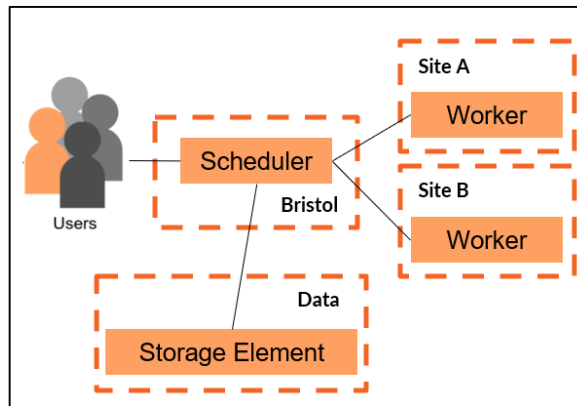 Site A
Worker
Scheduler
Bristol
Users
Site B
Worker
Data
Storage Element